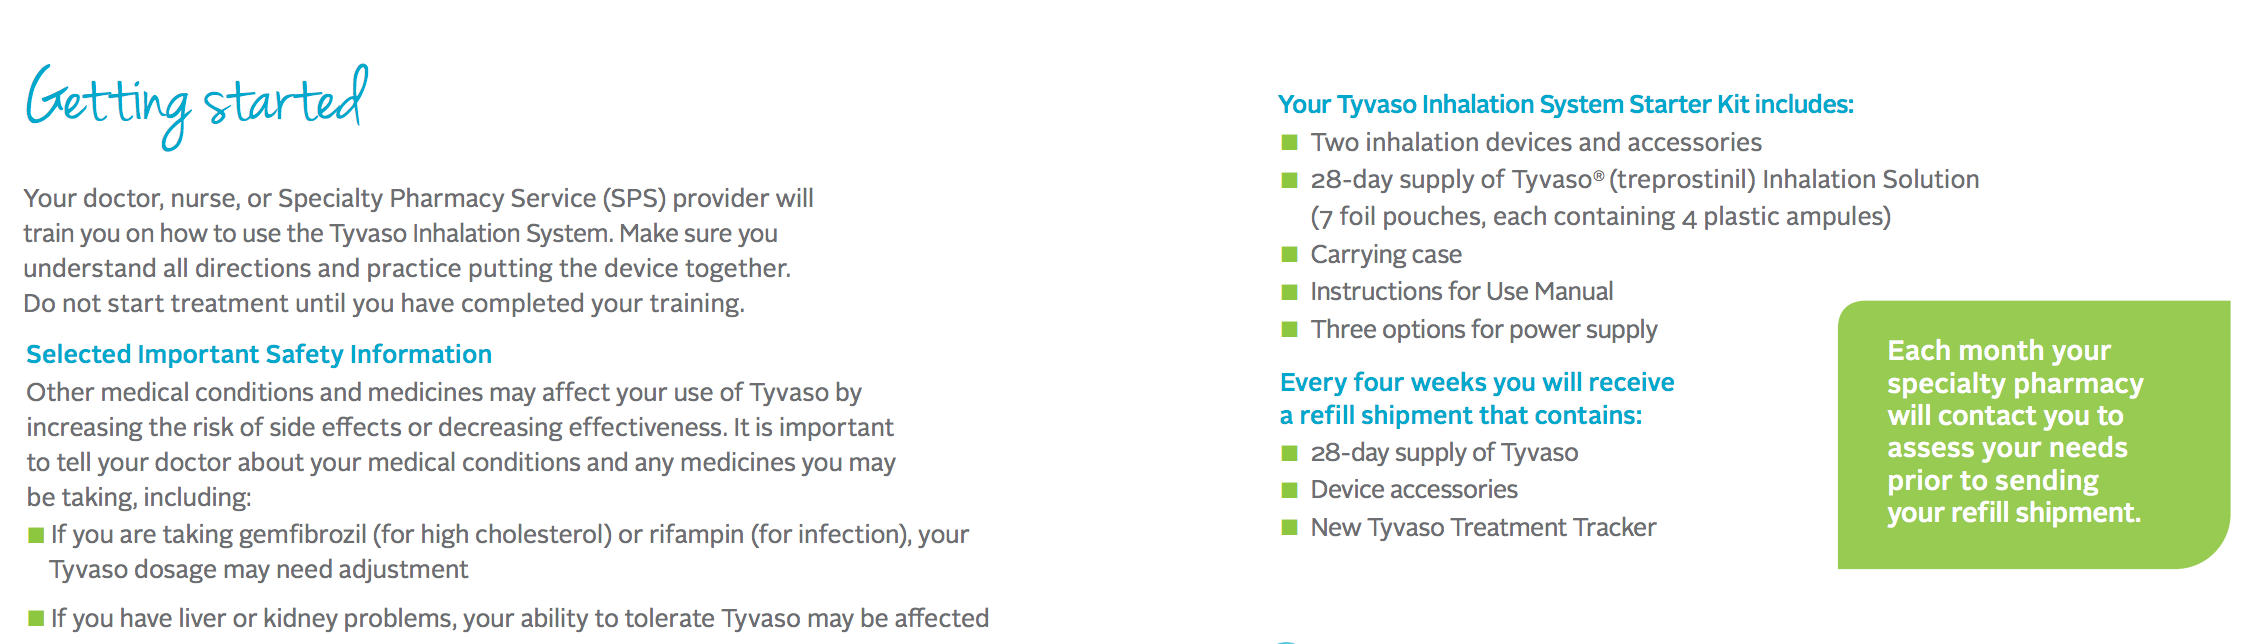 Getting started
Your doctor, nurse, or Specialty Pharmacy Service (SPS) provider will
train you on how to use the Tyvaso Inhalation System. Make sure you
understand all directions and practice putting the device together.
Do not start treatment until you have completed your training.
Selected Important Safety Information
Other medical conditions and medicines may affect your use of Tyvaso by
increasing the risk of side effects or decreasing effectiveness. It is important
to tell your doctor about your medical conditions and any medicines you may
be taking, including:
■ If you are taking gemfibrozil (for high cholesterol) or rifampin (for infection), your
Tyvaso dosage may need adjustment
■ If you have liver or kidney problems, your ability to tolerate Tyvaso may be affected
Your Tyvaso Inhalation System Starter Kit includes:
■ Two inhalation devices and accessories
■ 28-day supply of Tyvaso® (treprostinil) Inhalation Solution
(7 foil pouches, each containing 4 plastic ampules)
■ Carrying case
■ Instructions for Use Manual
■ Three options for power supply
Every four weeks you will receive
a refill shipment that contains:
■ 28-day supply of Tyvaso
■ Device accessories
■ New Tyvaso Treatment Tracker
Each month your
specialty pharmacy
will contact you to
assess your needs
prior to sending
your refill shipment.